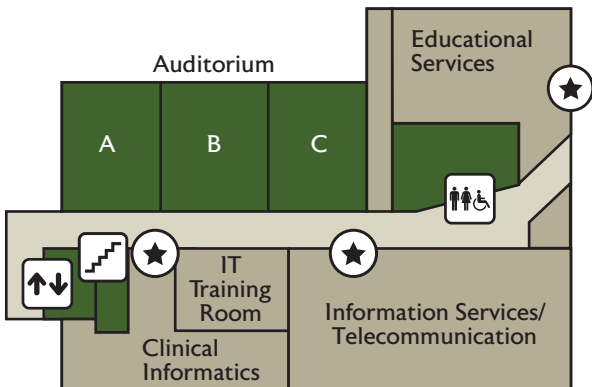 Educational
Services
Auditorium
A
B
C
IT
Training
Room
Information Services/
Telecommunication
Clinical
Informatics